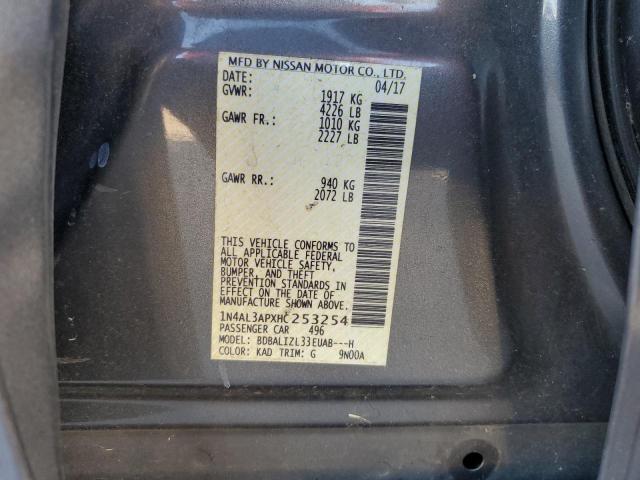 MFD BY NISSAN MOTOR CO., LTD.
DATE: 04/17
GVWR: 1917 KG
4226 LB
GAWR FR.: 1010 KG
2227 LB
GAWR RR.: 940 KG
2072 LB
THIS VEHICLE CONFORMS TO
ALL APPLICABLE FEDERAL
MOTOR VEHICLE SAFETY,
BUMPER, AND THEFT
PREVENTION STANDARDS IN
EFFECT ON THE DATE OF
MANUFACTURE SHOWN ABOVE.
1N4AL3APXHC253254
PASSENGER CAR 496
MODEL: BDBALIZL33EUAB---H
COLOR: KAD TRIM: G 9N00A